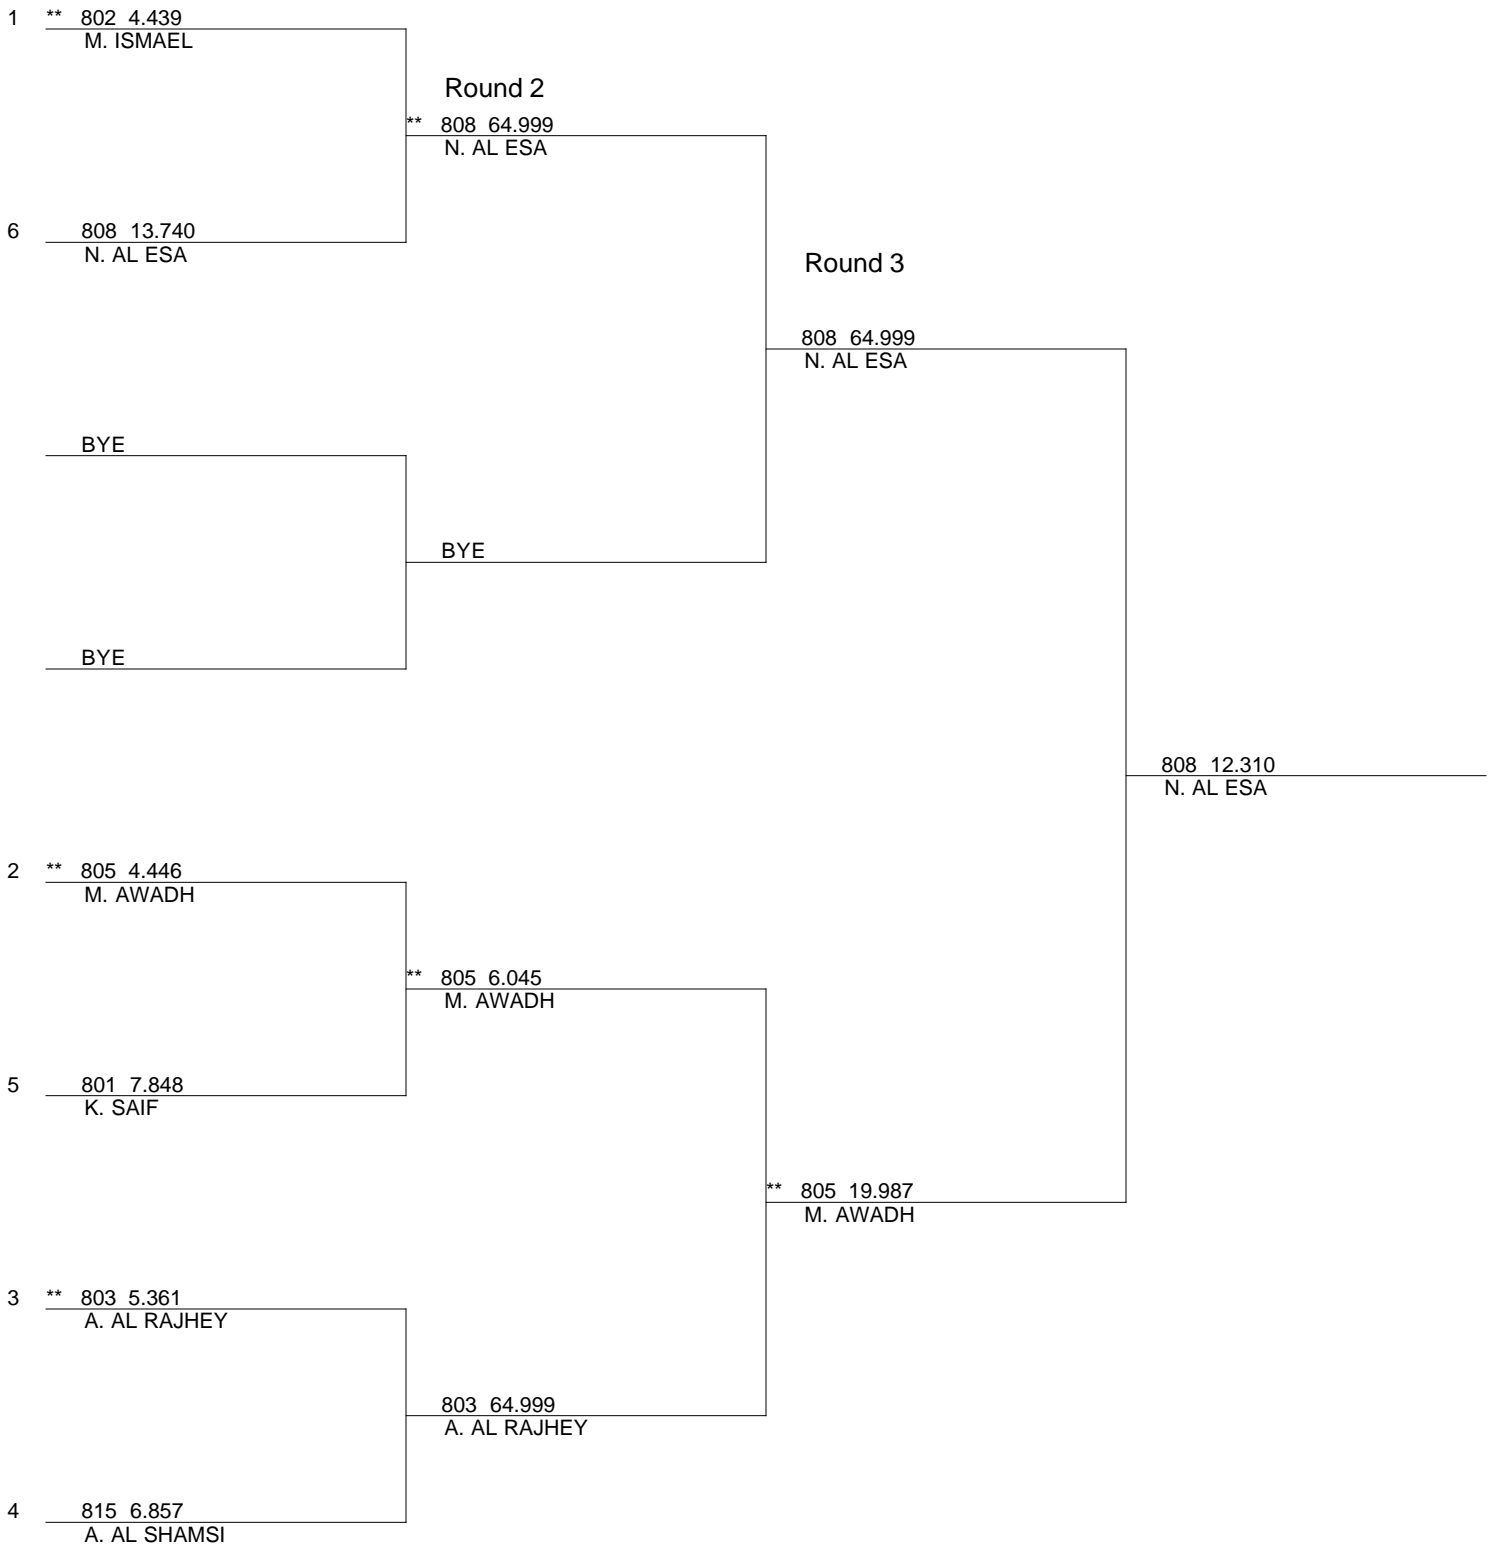 1 ** 802 4.439
M. ISMAEL
Round 2
** 808 64.999
N. AL ESA
6 808 13.740
N. AL ESA
Round 3
808 64.999
N. AL ESA
BYE
BYE
BYE
808 12.310
N. AL ESA
2 ** 805 4.446
M. AWADH
** 805 6.045
M. AWADH
5 801 7.848
K. SAIF
** 805 19.987
M. AWADH
3 ** 803 5.361
A. AL RAJHEY
803 64.999
A. AL RAJHEY
4 815 6.857
A. AL SHAMSI